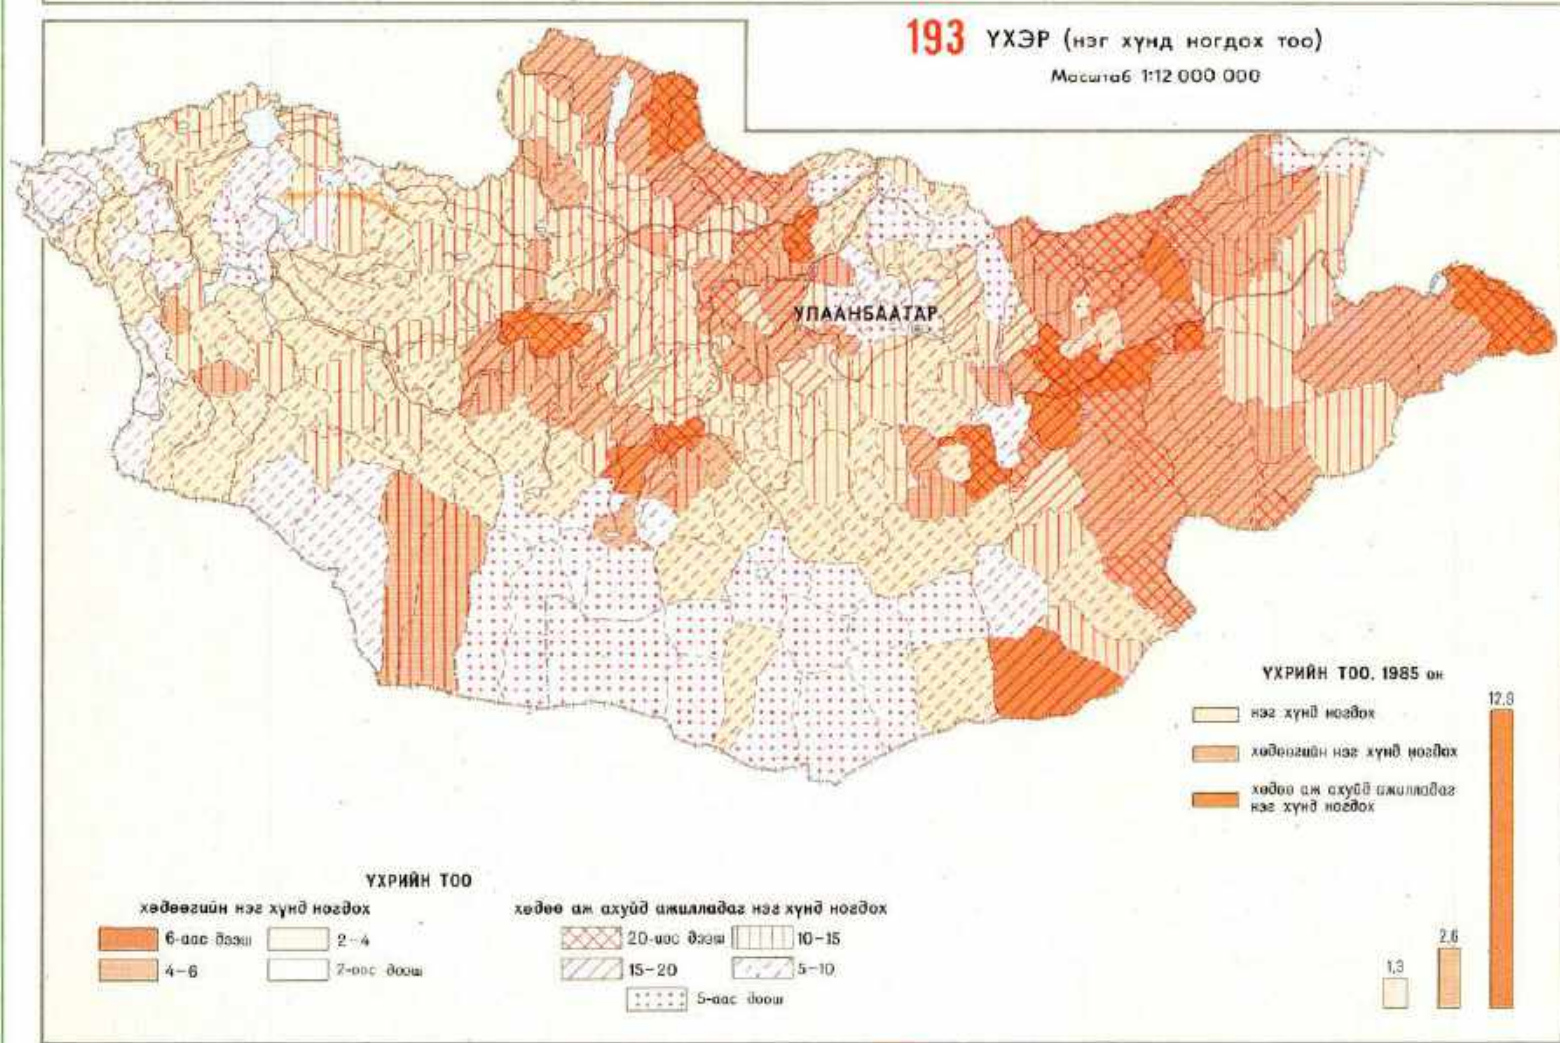 193 ҮХЭР (нэг хүнд ногдох тоо)
Масштаб 1:12 000 000
УЛААНБААТАР
ҮХРИЙН ТОО, 1985 он
нэг хүнд ногдох
хөдөөгийн нэг хүнд ногдох
хөдөө аж ахуйд ажилладаг
нэг хүнд ногдох
12,8
2,6
1,3
ҮХРИЙН ТОО
хөдөөгийн нэг хүнд ногдох
6-аас дээш
2-4
4-6
2-оос доош
хөдөө аж ахуйд ажилладаг нэг хүнд ногдох
20-иос дээш
10-15
15-20
5-10
5-аас доош